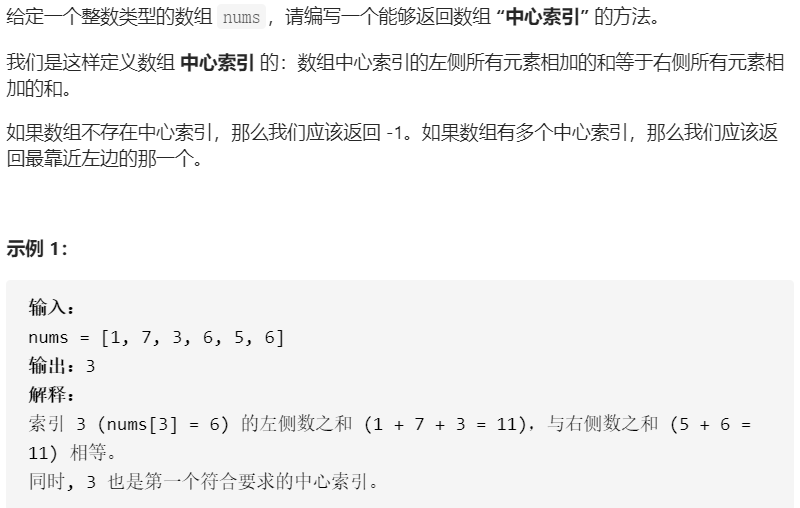 给定一个整数类型的数组 nums，请编写一个能够返回数组 “中心索引” 的方法。
我们是这样定义数组 中心索引 的：数组中心索引的左侧所有元素相加的和等于右侧所有元素相
加的和。
如果数组不存在中心索引，那么我们应该返回 -1。如果数组有多个中心索引，那么我们应该返
回最靠近左边的那一个。
示例 1：
输入：
nums = [1, 7, 3, 6, 5, 6]
输出：3
解释：
索引 3 (nums[3] = 6) 的左侧数之和 (1 + 7 + 3 = 11)，与右侧数之和 (5 + 6 =
11) 相等。
同时, 3 也是第一个符合要求的中心索引。